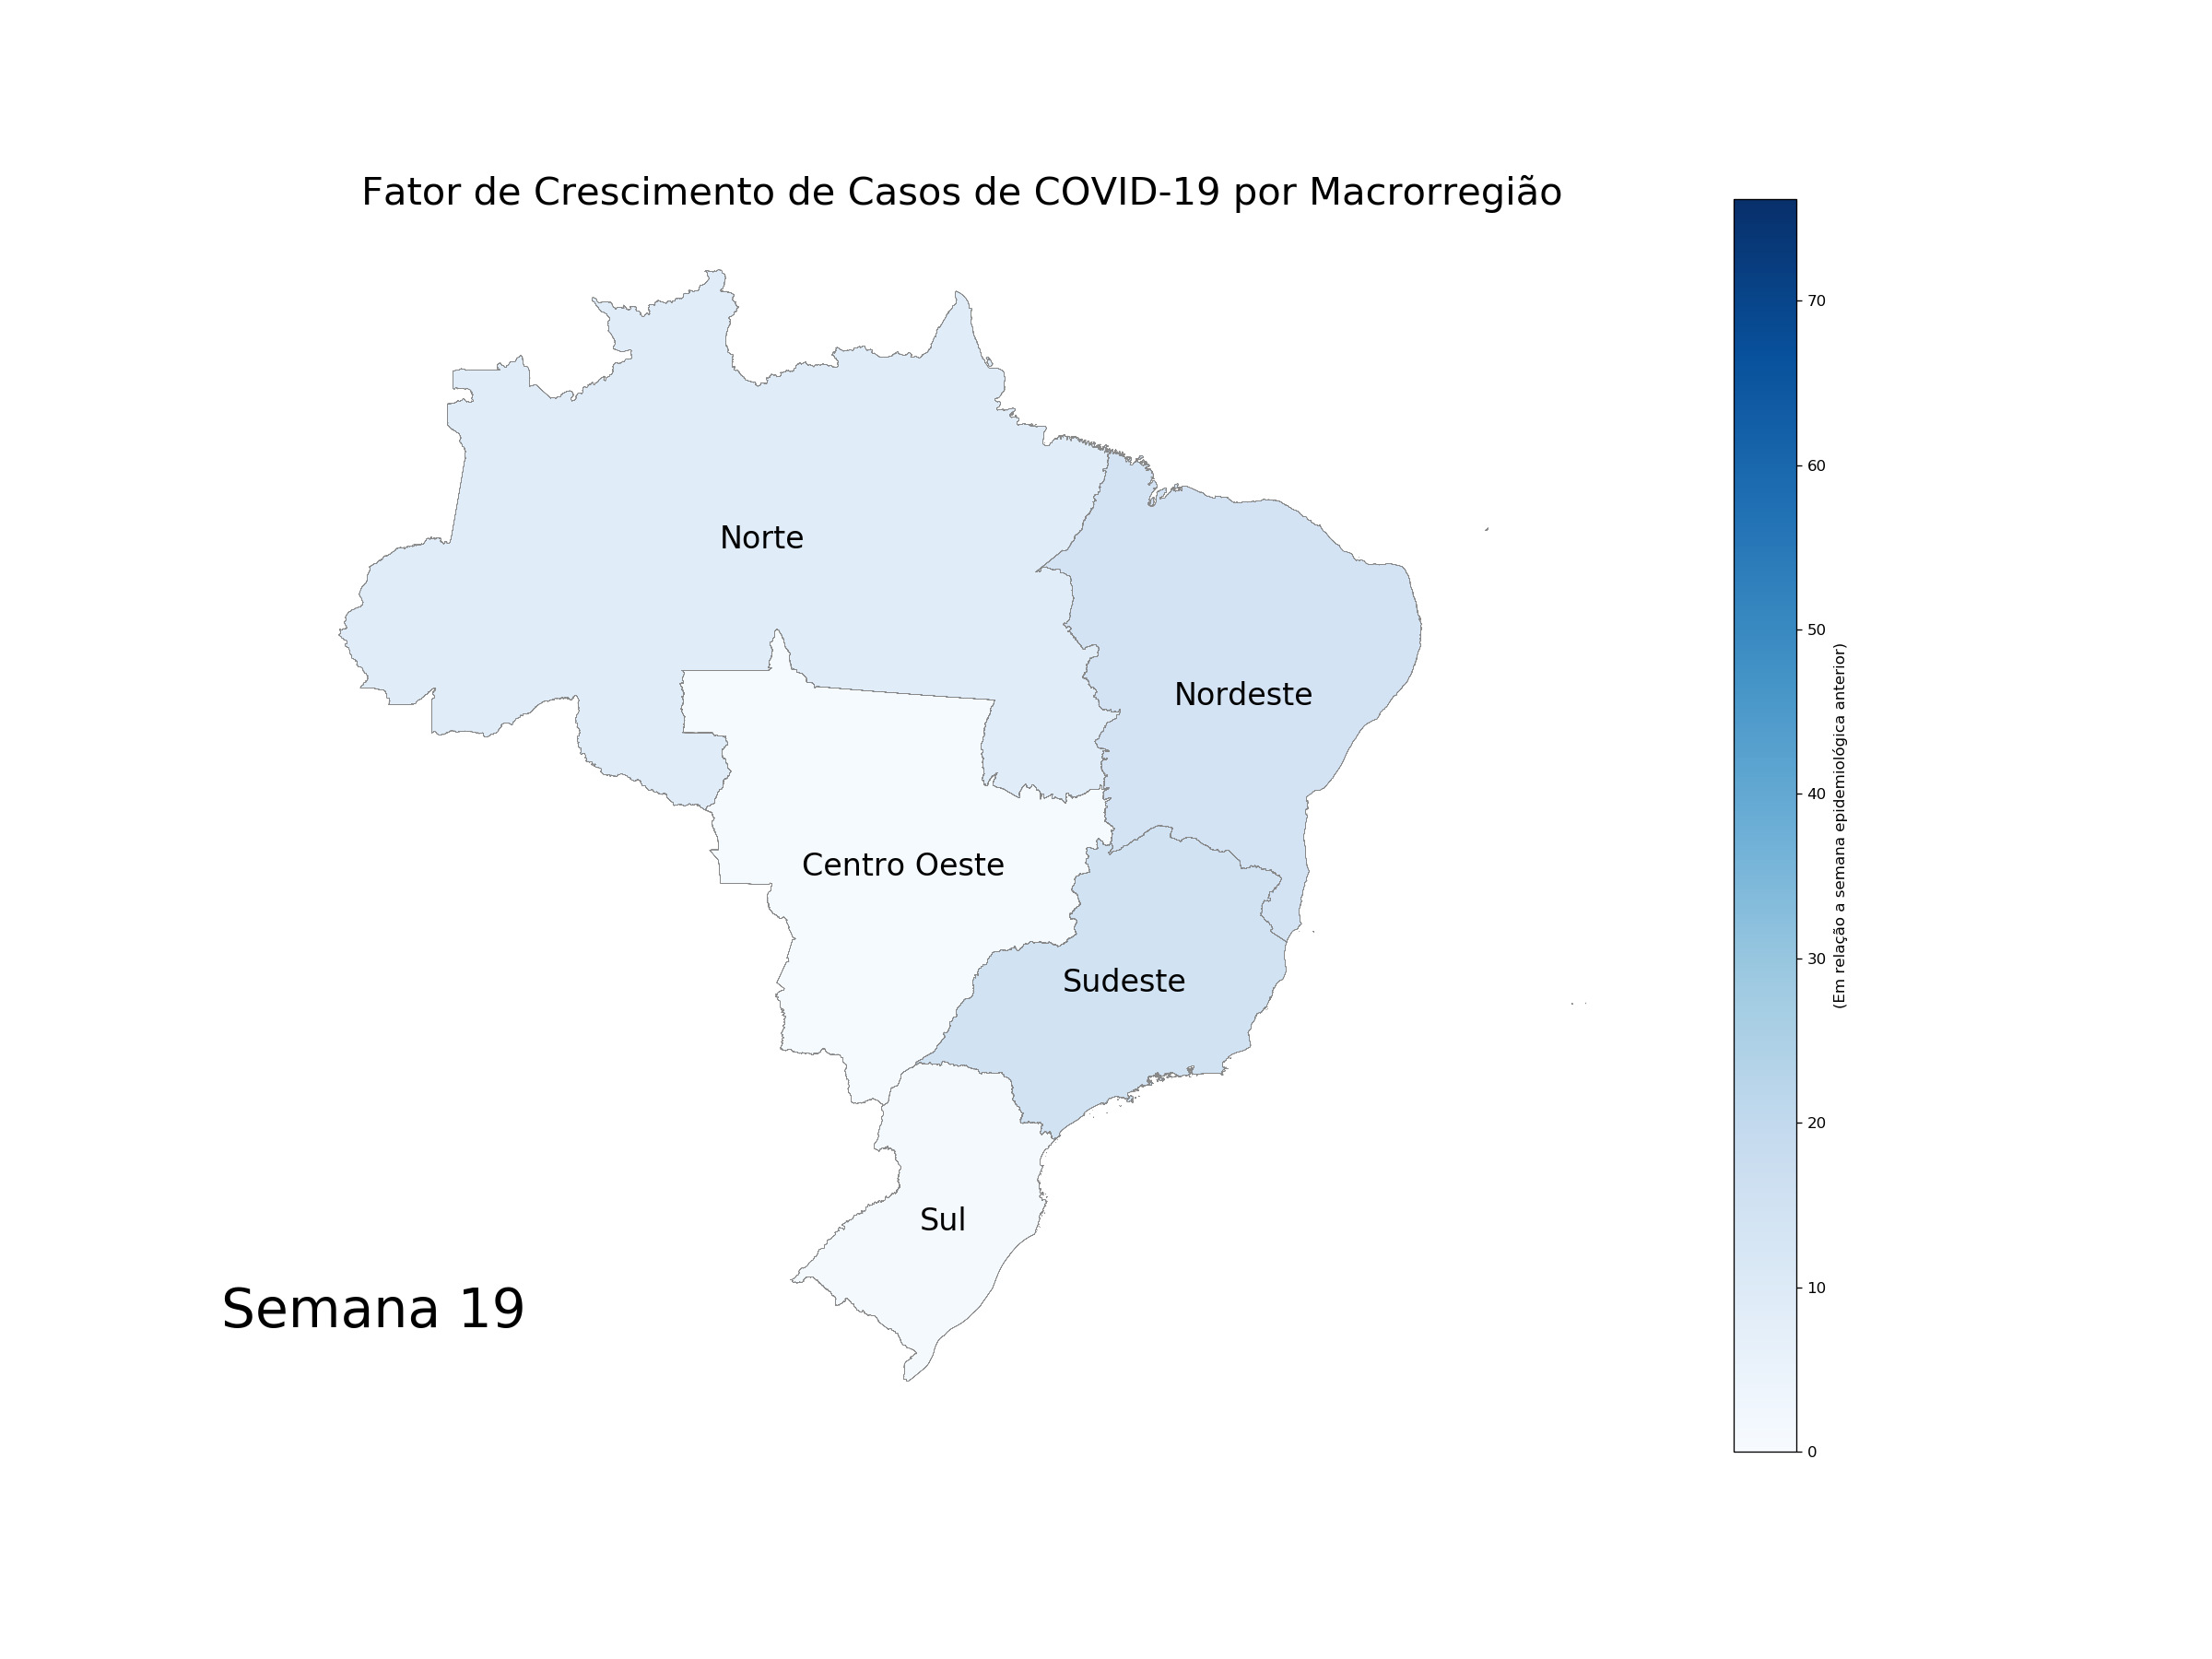 Fator de Crescimento de Casos de COVID-19 por Macrorregião
Norte
Nordeste
Centro Oeste
Sudeste
Sul
Semana 19
70
60
50
40
30
20
10
0
(Em relação a semana epidemiológica anterior)